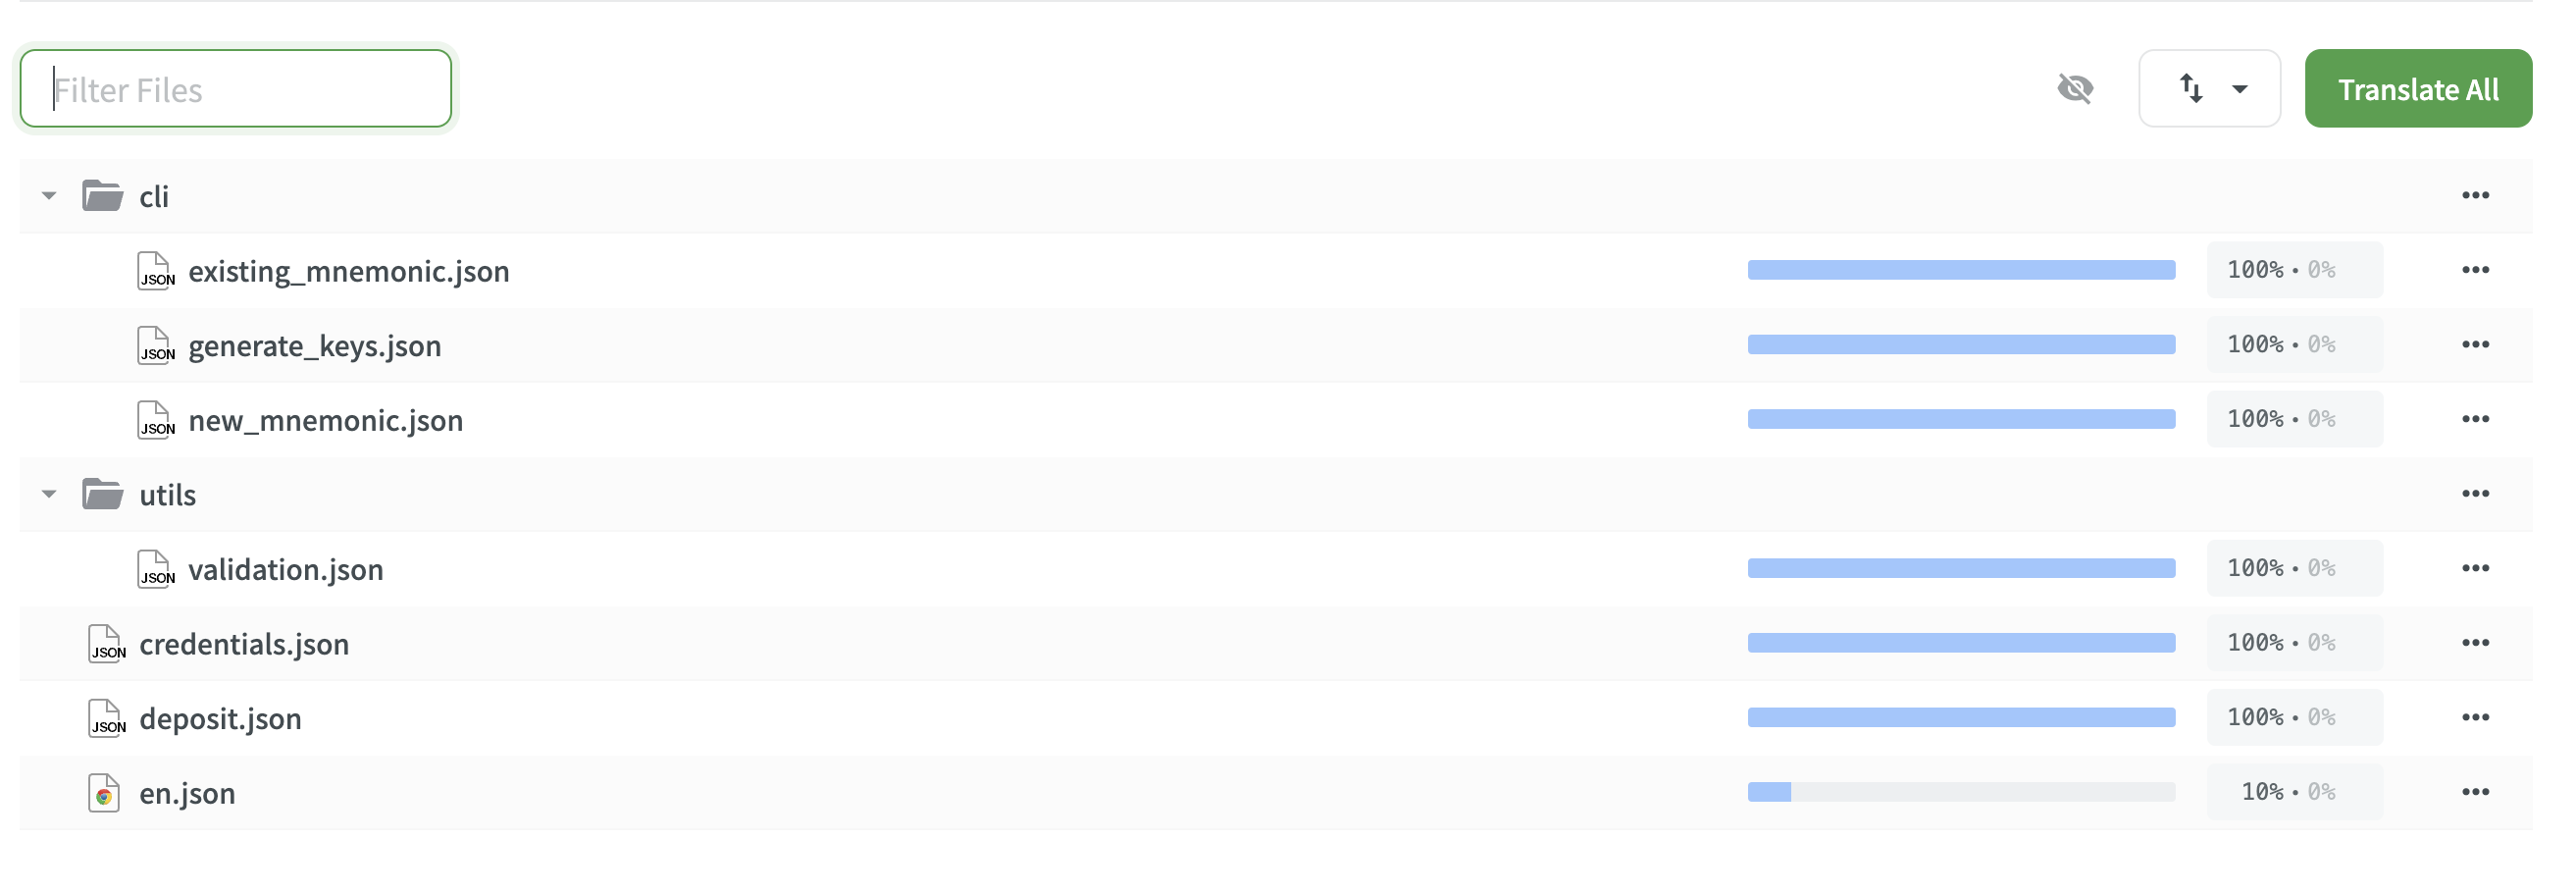 Filter Files
Translate All
cli
JSON existing_mnemonic.json 100% • 0%
JSON generate_keys.json 100% • 0%
JSON new_mnemonic.json 100% • 0%
utils
JSON validation.json 100% • 0%
JSON credentials.json 100% • 0%
JSON deposit.json 100% • 0%
en.json 10% • 0%